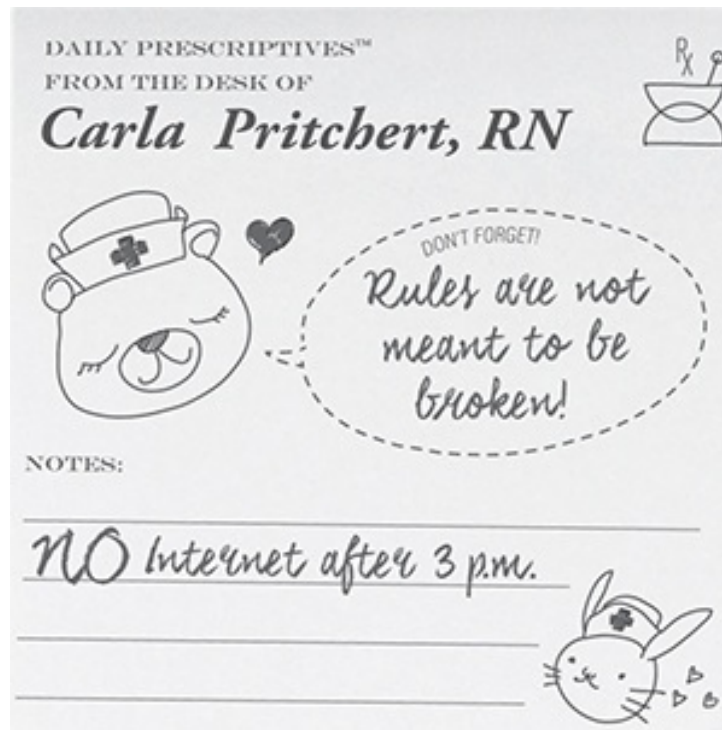 DAILY PRESCRIPTIVES™
FROM THE DESK OF
Carla Pritchert, RN
Rx
DON'T FORGET!
Rules are not
meant to be
broken!
NOTES:
NO Internet after 3 p.m.